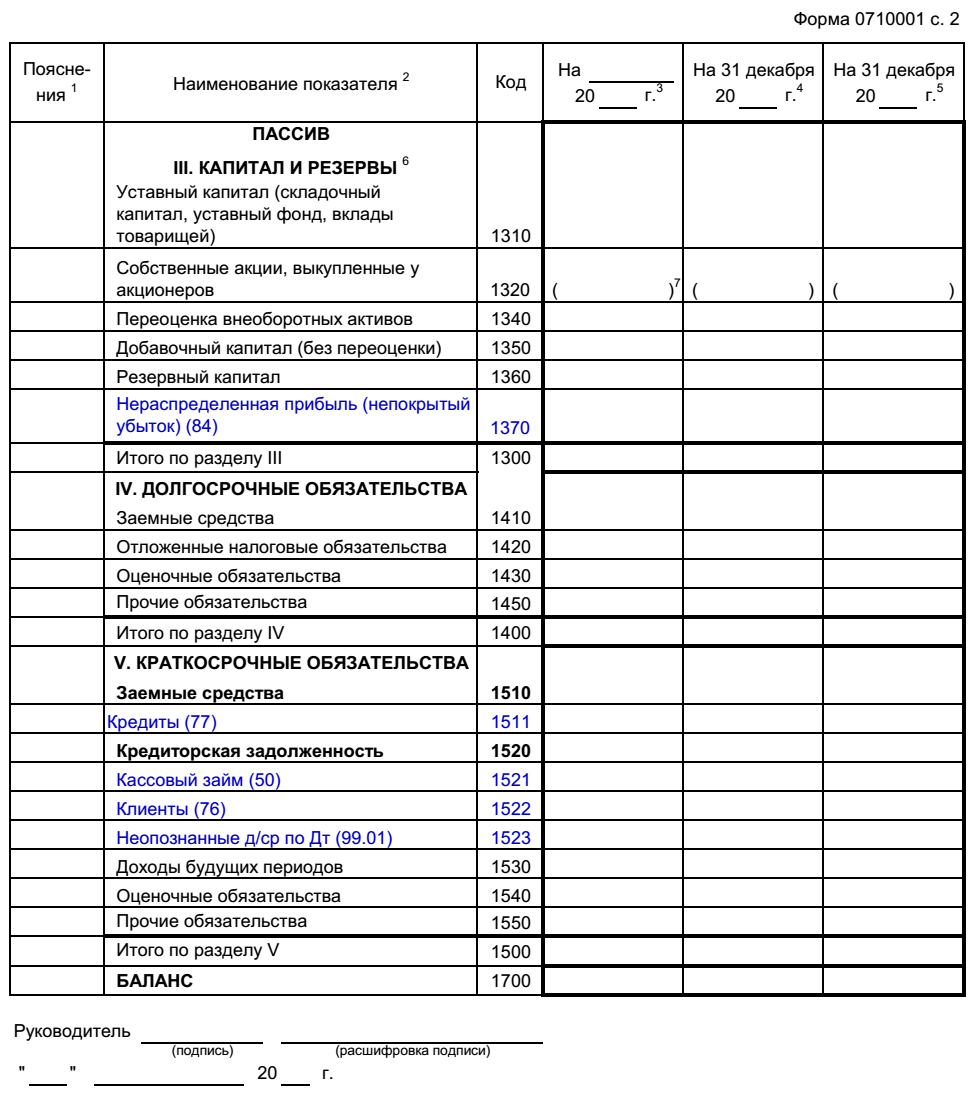 Форма 0710001 с. 2
Поясне-
ния 1
Наименование показателя 2
Код
На ________
20 ____ г.3
На 31 декабря
20 ____ г.4
На 31 декабря
20 ____ г.5
ПАССИВ
III. КАПИТАЛ И РЕЗЕРВЫ 6
Уставный капитал (складочный
капитал, уставный фонд, вклады
товарищей) 1310
Собственные акции, выкупленные у
акционеров 1320 ( )7 ( ) ( )
Переоценка внеоборотных активов 1340
Добавочный капитал (без переоценки) 1350
Резервный капитал 1360
Нераспределенная прибыль (непокрытый
убыток) (84) 1370
Итого по разделу III 1300
IV. ДОЛГОСРОЧНЫЕ ОБЯЗАТЕЛЬСТВА
Заемные средства 1410
Отложенные налоговые обязательства 1420
Оценочные обязательства 1430
Прочие обязательства 1450
Итого по разделу IV 1400
V. КРАТКОСРОЧНЫЕ ОБЯЗАТЕЛЬСТВА
Заемные средства 1510
Кредиты (77) 1511
Кредиторская задолженность 1520
Кассовый займ (50) 1521
Клиенты (76) 1522
Неопознанные д/ср по Дт (99.01) 1523
Доходы будущих периодов 1530
Оценочные обязательства 1540
Прочие обязательства 1550
Итого по разделу V 1500
БАЛАНС 1700
Руководитель
(подпись) (расшифровка подписи)
" ____ " ________________ 20 ___ г.